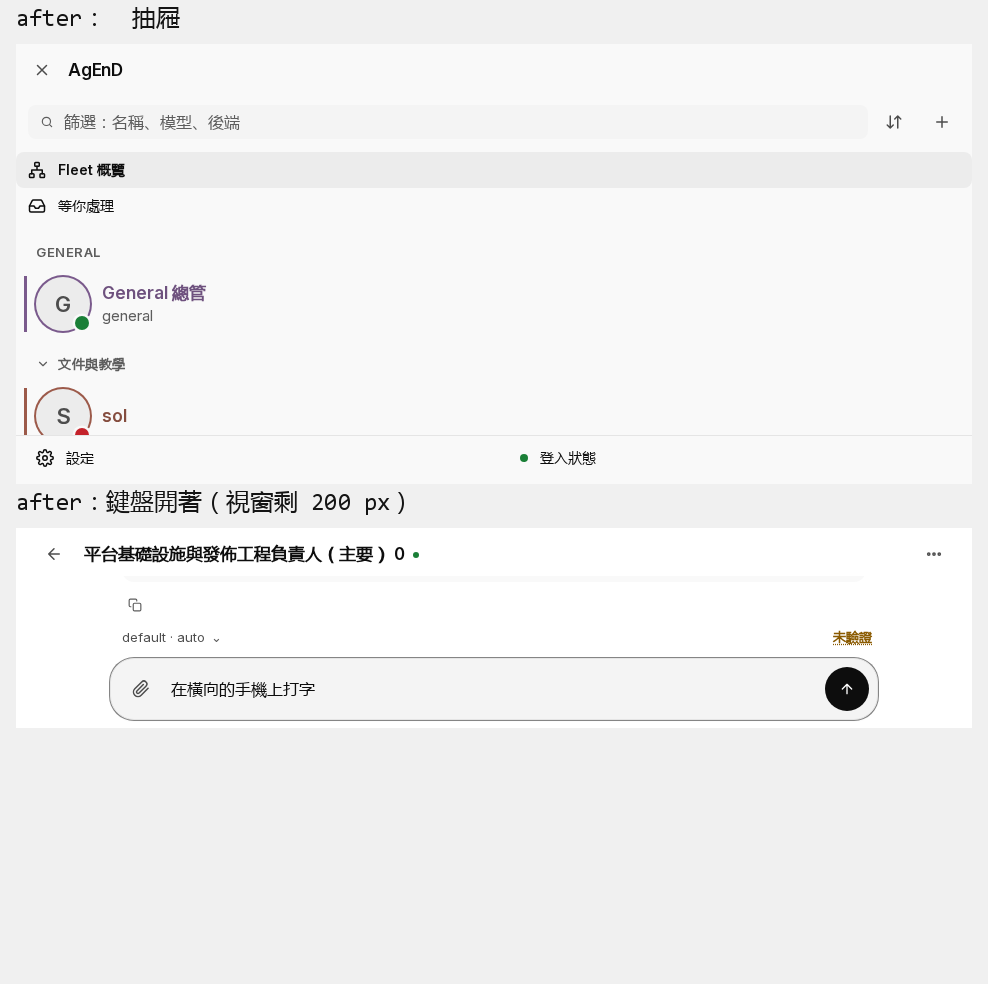 after： 抽屜
AgEnD
篩選：名稱、模型、後端
Fleet 概覽
等你處理
GENERAL
G
General 總管
general
文件與教學
S
sol
設定
登入狀態
after：鍵盤開著（視窗剩 200 px）
平台基礎設施與發佈工程負責人（主要）0
default · auto
未驗證
在橫向的手機上打字